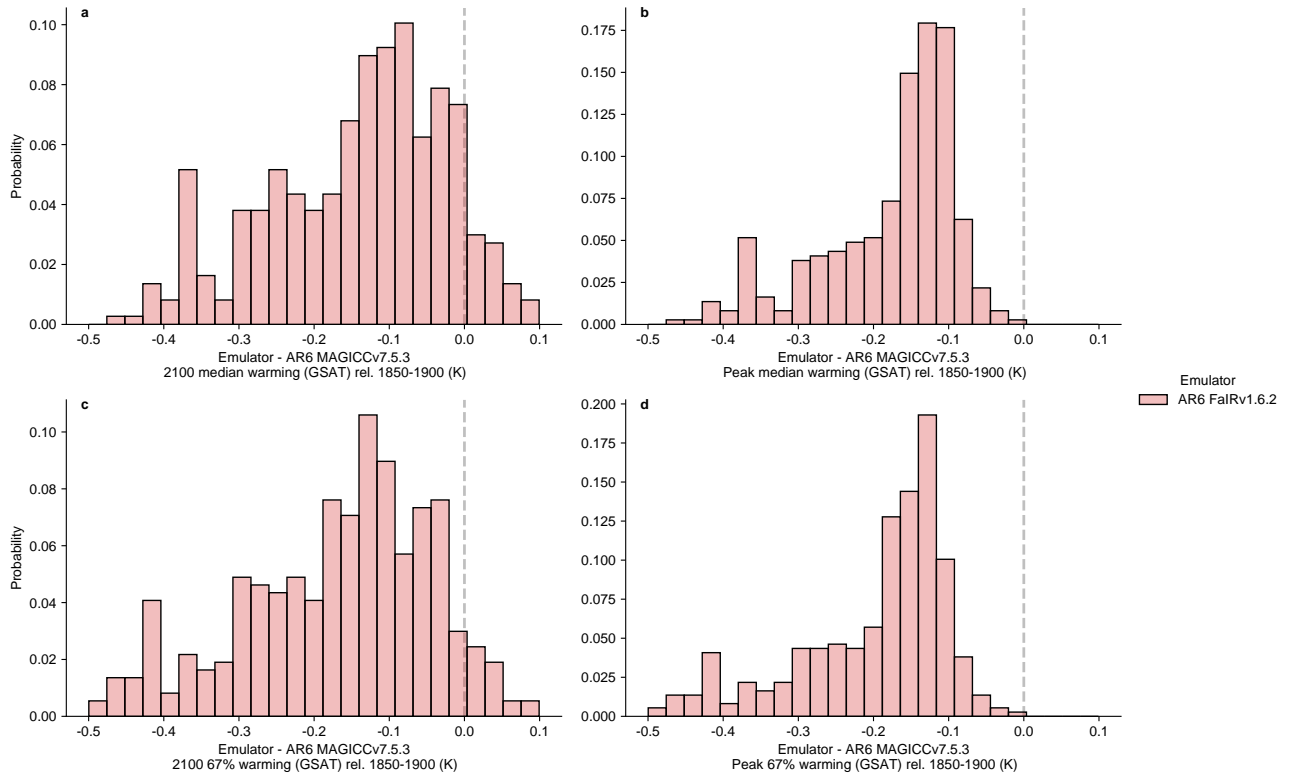 a
0.10
0.08
0.06
0.04
0.02
0.00
Probability
-0.5 -0.4 -0.3 -0.2 -0.1 0.0 0.1
Emulator - AR6 MAGICCv7.5.3
2100 median warming (GSAT) rel. 1850-1900 (K)
b
0.175
0.150
0.125
0.100
0.075
0.050
0.025
0.000
-0.5 -0.4 -0.3 -0.2 -0.1 0.0 0.1
Emulator - AR6 MAGICCv7.5.3
Peak median warming (GSAT) rel. 1850-1900 (K)
Emulator
AR6 FaIRv1.6.2
c
0.10
0.08
0.06
0.04
0.02
0.00
Probability
-0.5 -0.4 -0.3 -0.2 -0.1 0.0 0.1
Emulator - AR6 MAGICCv7.5.3
2100 67% warming (GSAT) rel. 1850-1900 (K)
d
0.200
0.175
0.150
0.125
0.100
0.075
0.050
0.025
0.000
-0.5 -0.4 -0.3 -0.2 -0.1 0.0 0.1
Emulator - AR6 MAGICCv7.5.3
Peak 67% warming (GSAT) rel. 1850-1900 (K)